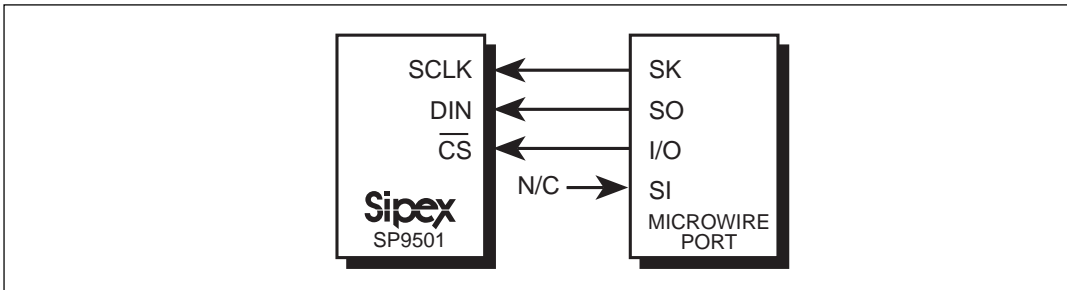 SCLK
DIN
CS
Sipex
SP9501
SK
SO
I/O
N/C
SI
MICROWIRE
PORT